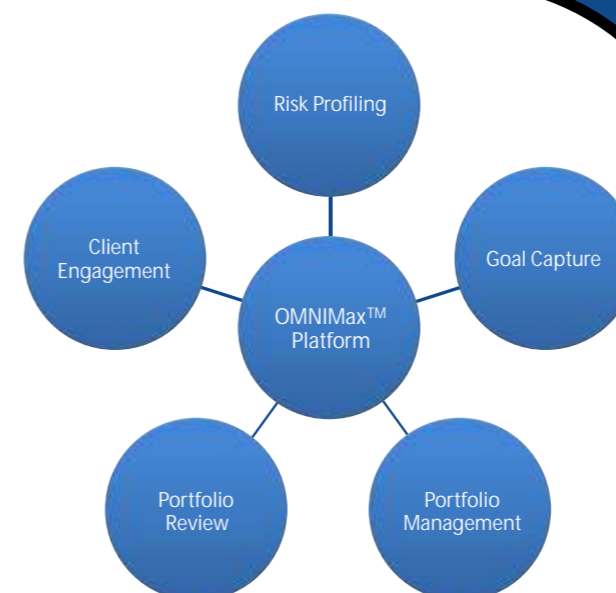 Risk Profiling
Client
Engagement
Goal Capture
OMNIMax™
Platform
Portfolio
Review
Portfolio
Management